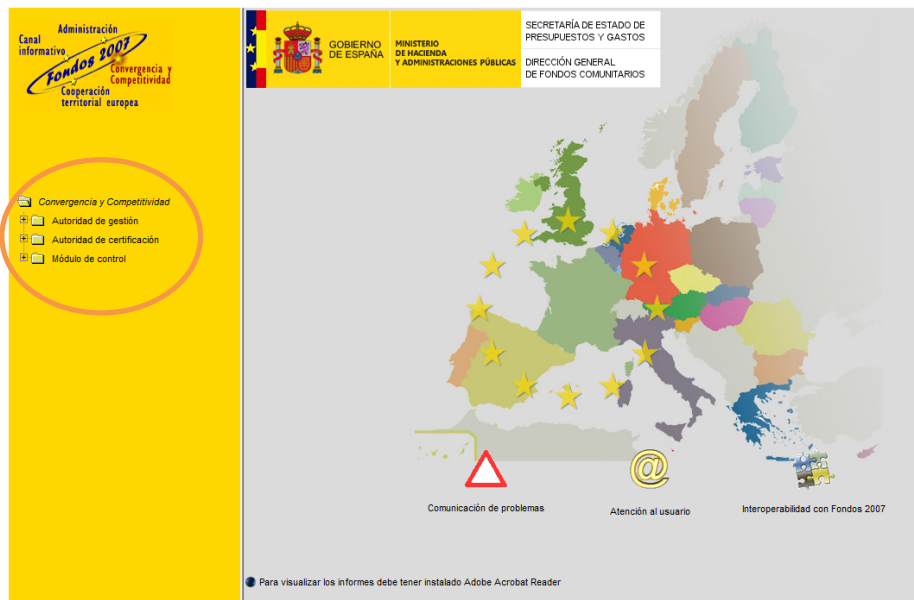 Administración
Canal
informativo
Fondos 2007
Convergencia y
Competitividad
Cooperación
territorial europea
Convergencia y Competitividad
Autoridad de gestión
Autoridad de certificación
Módulo de control
GOBIERNO
DE ESPAÑA
MINISTERIO
DE HACIENDA
Y ADMINISTRACIONES PÚBLICAS
SECRETARÍA DE ESTADO DE
PRESUPUESTOS Y GASTOS
DIRECCIÓN GENERAL
DE FONDOS COMUNITARIOS
@
Comunicación de problemas
Atención al usuario
Interoperabilidad con Fondos 2007
Para visualizar los informes debe tener instalado Adobe Acrobat Reader